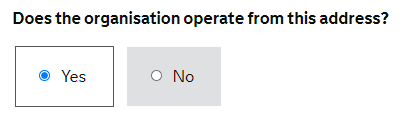 Does the organisation operate from this address?
Yes No